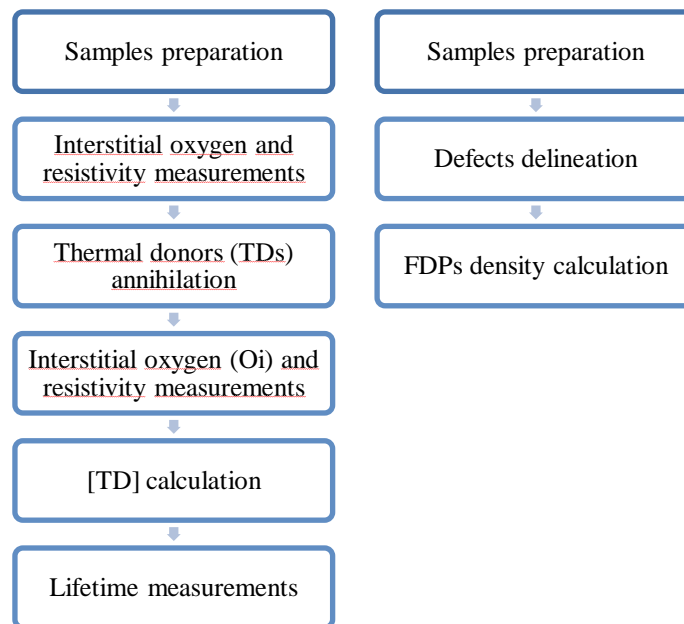 Samples preparation
Interstitial oxygen and
resistivity measurements
Thermal donors (TDs)
annihilation
Interstitial oxygen (Oi) and
resistivity measurements
[TD] calculation
Lifetime measurements
Samples preparation
Defects delineation
FDPs density calculation